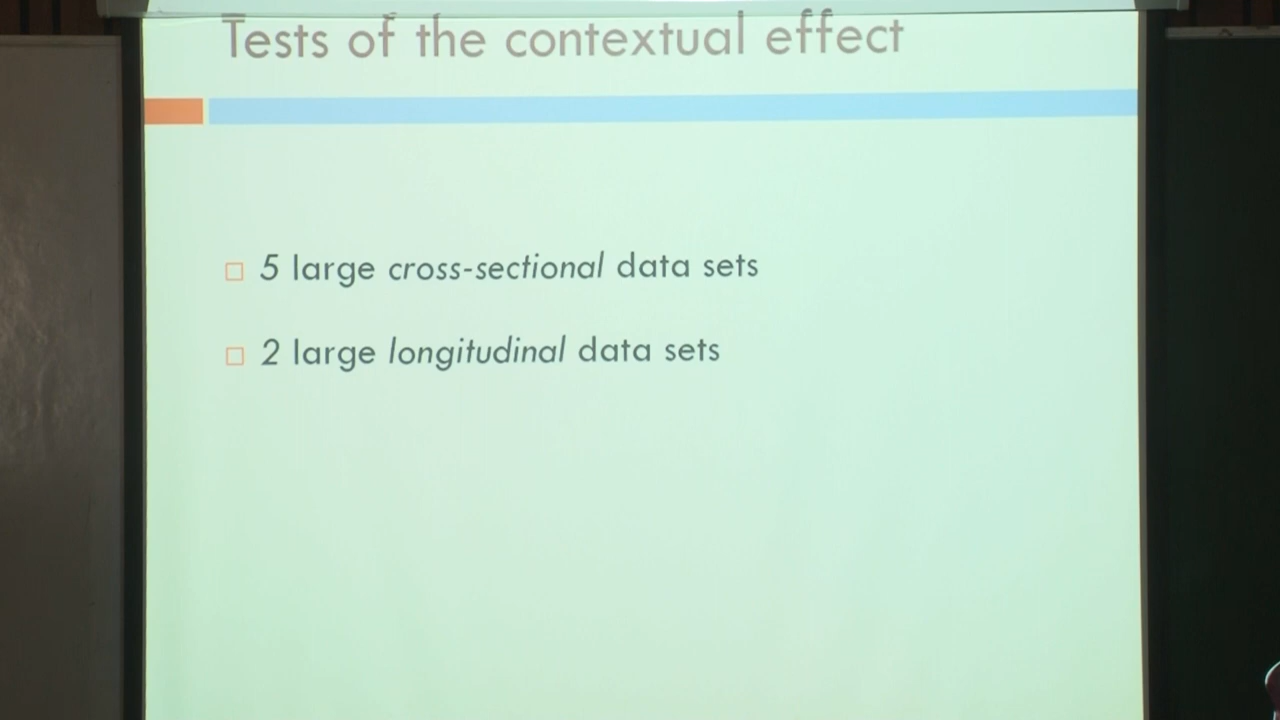 Tests of the contextual effect
5 large cross-sectional data sets
2 large longitudinal data sets